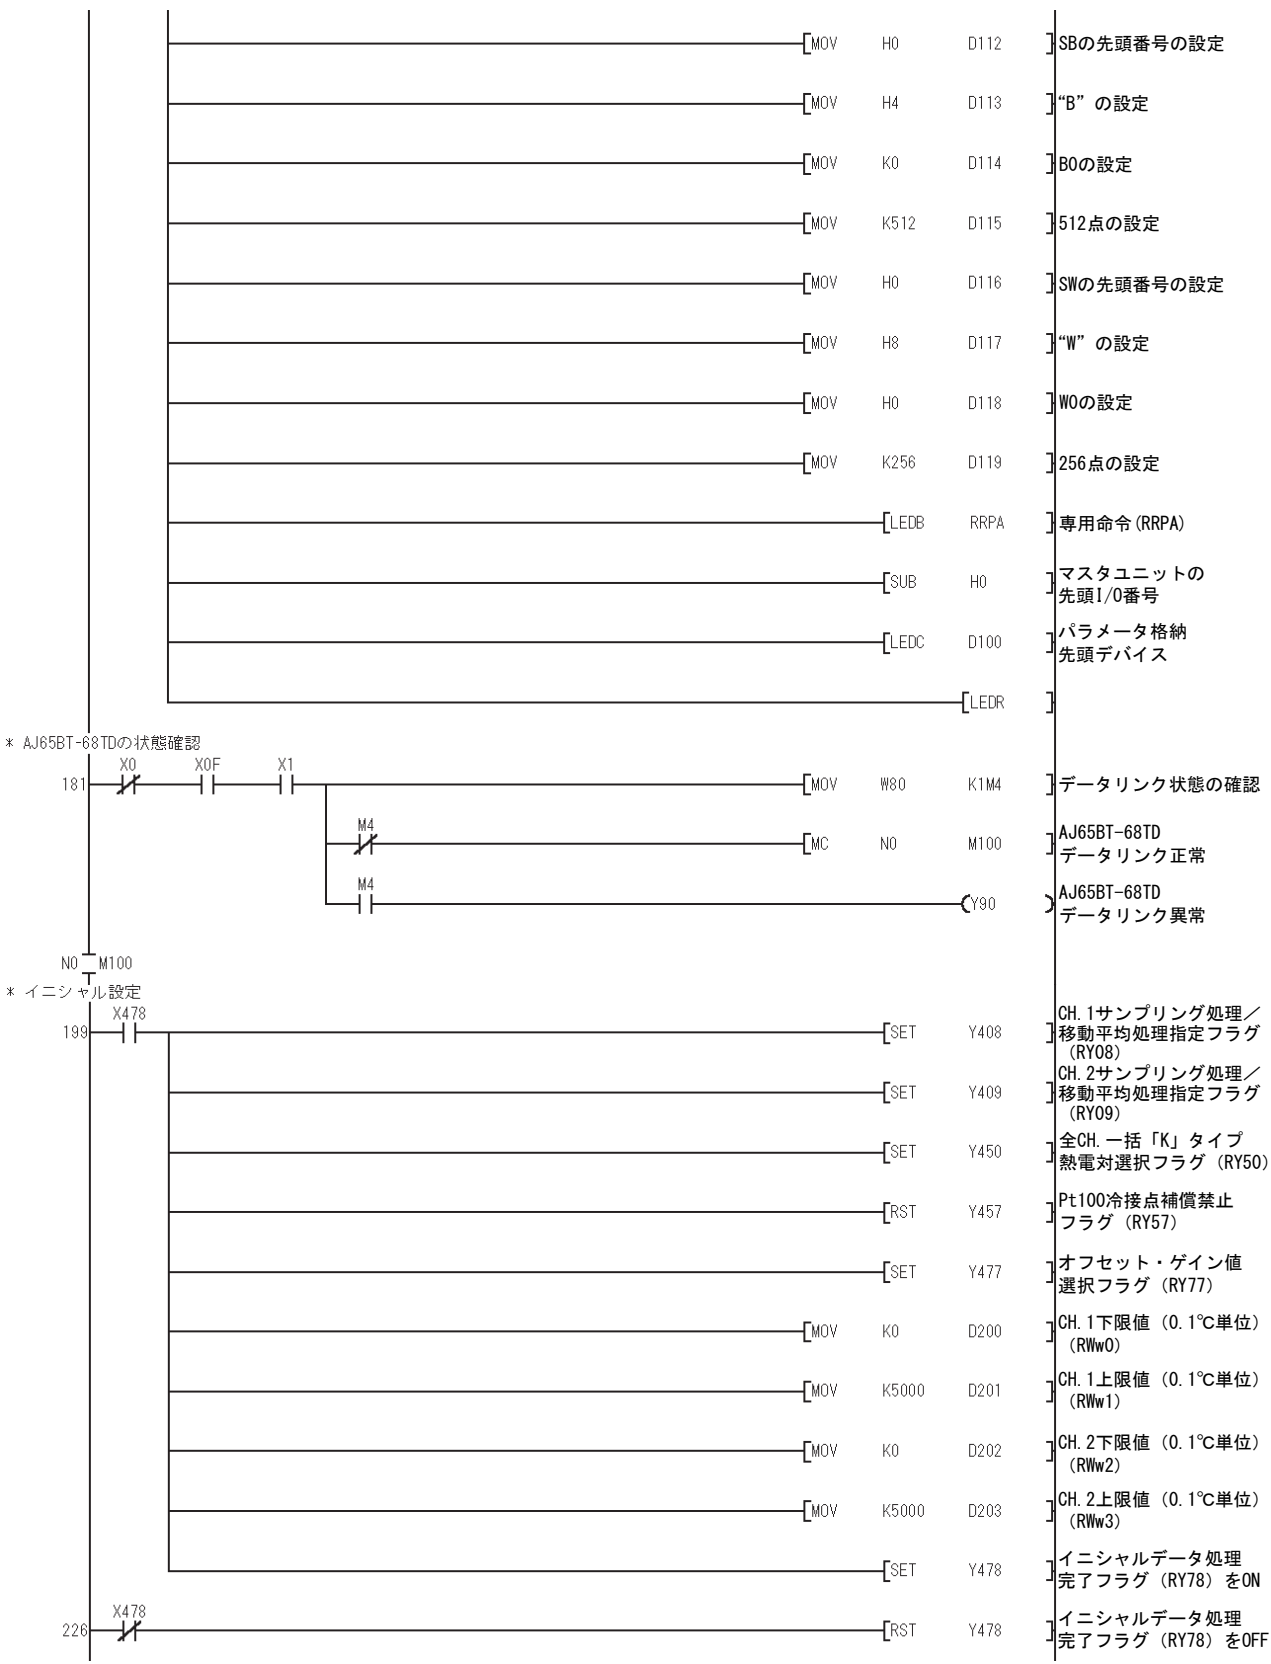 MOV H0 D112 SBの先頭番号の設定
MOV H4 D113 “B”の設定
MOV K0 D114 B0の設定
MOV K512 D115 512点の設定
MOV H0 D116 SWの先頭番号の設定
MOV H8 D117 “W”の設定
MOV H0 D118 W0の設定
MOV K256 D119 256点の設定
LEDB RRPA 専用命令(RRPA)
SUB H0 マスタユニットの
先頭I/O番号
LEDC D100 パラメータ格納
先頭デバイス
LEDR
* AJ65BT-68TDの状態確認
X0 X0F X1
181 MOV W80 K1M4 データリンク状態の確認
M4
MC N0 M100 AJ65BT-68TD
データリンク正常
M4
Y90 AJ65BT-68TD
データリンク異常
N0 M100
* イニシャル設定
X478
199 SET Y408 CH.1サンプリング処理／
移動平均処理指定フラグ
(RY08)
SET Y409 CH.2サンプリング処理／
移動平均処理指定フラグ
(RY09)
SET Y450 全CH.一括「K」タイプ
熱電対選択フラグ(RY50)
RST Y457 Pt100冷接点補償禁止
フラグ(RY57)
SET Y477 オフセット・ゲイン値
選択フラグ(RY77)
MOV K0 D200 CH.1下限値(0.1℃単位)
(RWw0)
MOV K5000 D201 CH.1上限値(0.1℃単位)
(RWw1)
MOV K0 D202 CH.2下限値(0.1℃単位)
(RWw2)
MOV K5000 D203 CH.2上限値(0.1℃単位)
(RWw3)
SET Y478 イニシャルデータ処理
完了フラグ(RY78)をON
X478
226 RST Y478 イニシャルデータ処理
完了フラグ(RY78)をOFF